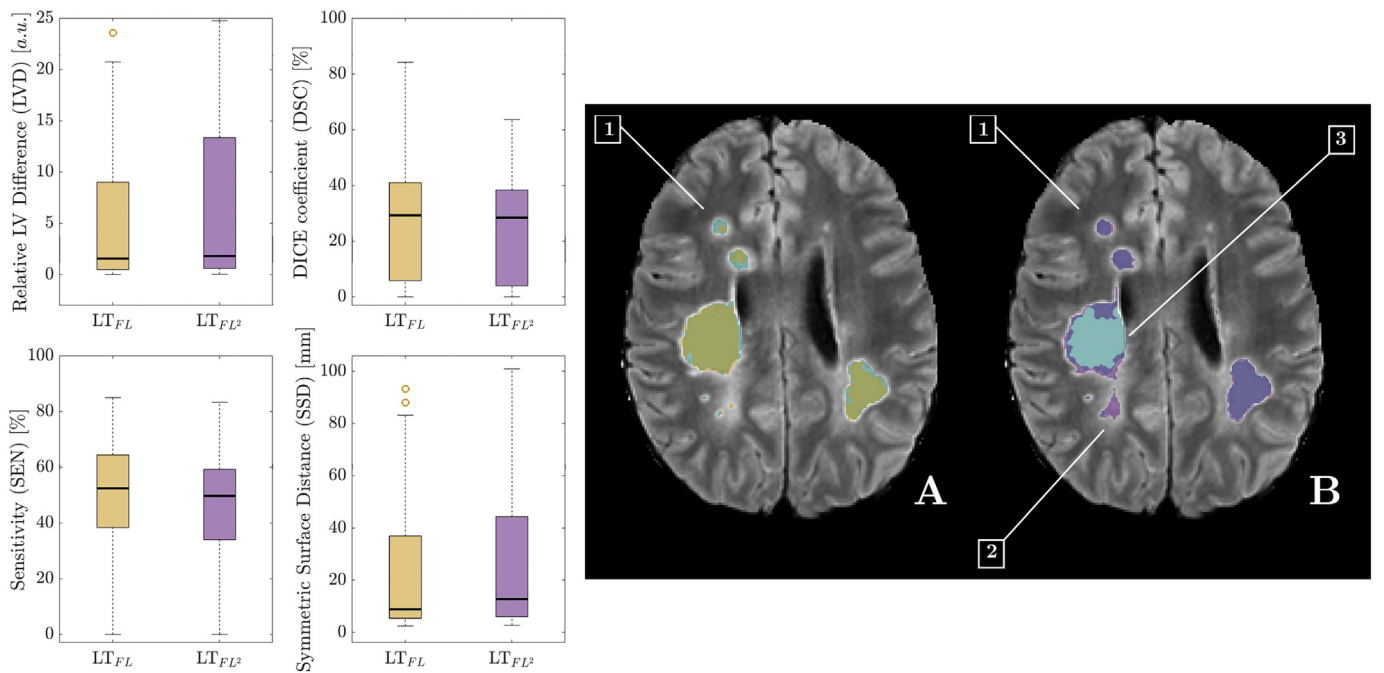 Relative LV Difference (LVD) [a.u.]
25
20
15
10
5
0
LT_FL LT_FL²
DICE coefficient (DSC) [%]
100
80
60
40
20
0
LT_FL LT_FL²
Sensitivity (SEN) [%]
100
80
60
40
20
0
LT_FL LT_FL²
Symmetric Surface Distance (SSD) [mm]
100
80
60
40
20
0
LT_FL LT_FL²
1
A
1
3
2
B